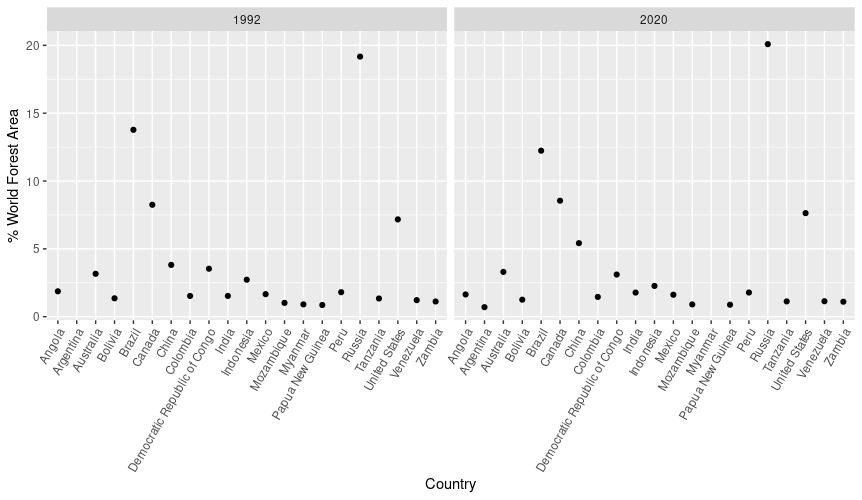 1992
2020
% World Forest Area
20
15
10
5
0
Angola
Argentina
Australia
Bolivia
Brazil
Canada
China
Colombia
Democratic Republic of Congo
India
Indonesia
Mexico
Mozambique
Myanmar
Papua New Guinea
Peru
Russia
Tanzania
United States
Venezuela
Zambia
Angola
Argentina
Australia
Bolivia
Brazil
Canada
China
Colombia
Democratic Republic of Congo
India
Indonesia
Mexico
Mozambique
Myanmar
Papua New Guinea
Peru
Russia
Tanzania
United States
Venezuela
Zambia
Country